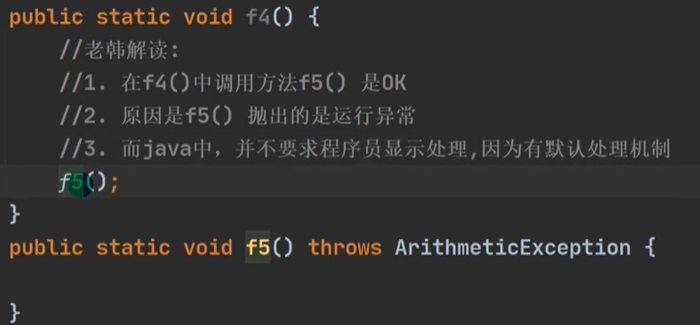 public static void f4() {
//老韩解读:
//1. 在f4()中调用方法f5() 是OK
//2. 原因是f5() 抛出的是运行异常
//3. 而java中，并不要求程序员显示处理,因为有默认处理机制
f5();
}
public static void f5() throws ArithmeticException {
}